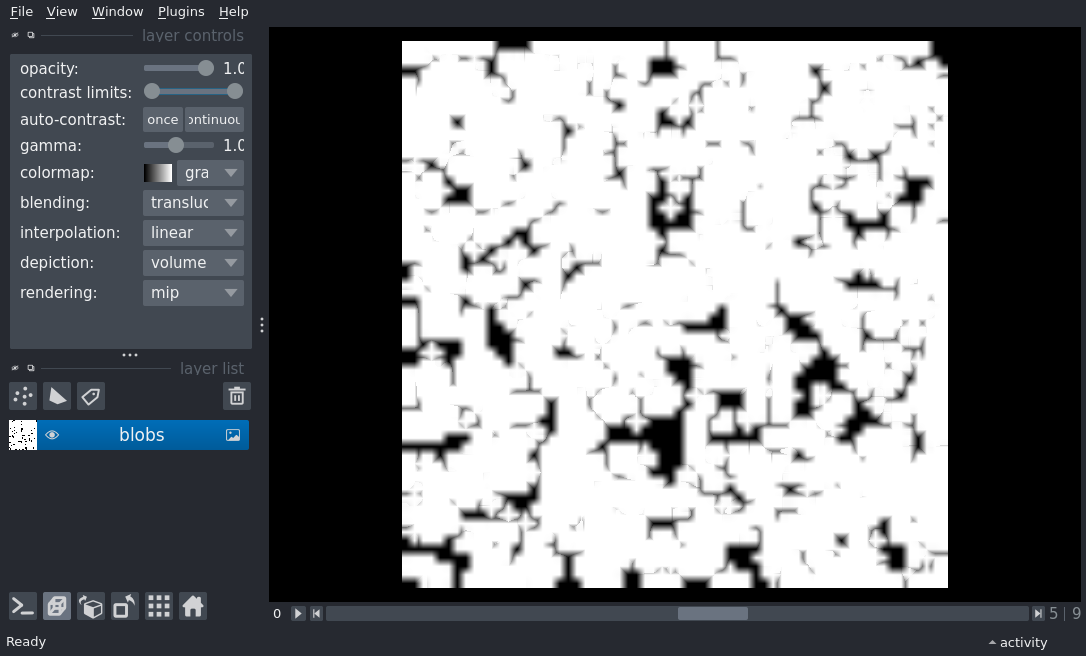 File View Window Plugins Help
layer controls
opacity: 1.0
contrast limits:
auto-contrast: once ontinuou
gamma: 1.0
colormap: gra
blending: transluc
interpolation: linear
depiction: volume
rendering: mip
layer list
blobs
0 5 | 9
Ready
activity